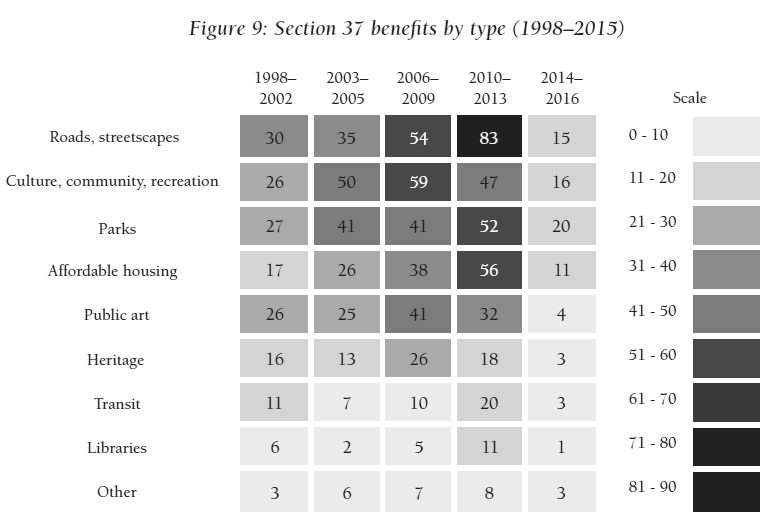 Figure 9: Section 37 benefits by type (1998–2015)
1998– 2003– 2006– 2010– 2014–
2002 2005 2009 2013 2016 Scale
Roads, streetscapes 30 35 54 83 15 0 - 10
Culture, community, recreation 26 50 59 47 16 11 - 20
Parks 27 41 41 52 20 21 - 30
Affordable housing 17 26 38 56 11 31 - 40
Public art 26 25 41 32 4 41 - 50
Heritage 16 13 26 18 3 51 - 60
Transit 11 7 10 20 3 61 - 70
Libraries 6 2 5 11 1 71 - 80
Other 3 6 7 8 3 81 - 90